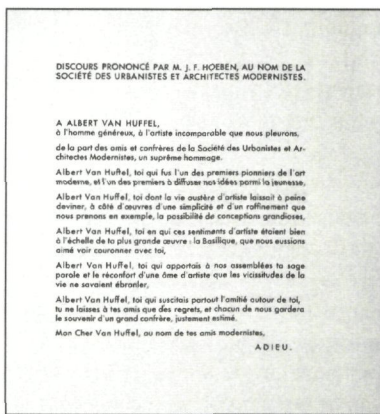 DISCOURS PRONONCÉ PAR M. J. F. HOEBEN, AU NOM DE LA
SOCIÉTÉ DES URBANISTES ET ARCHITECTES MODERNISTES.
A ALBERT VAN HUFFEL,
à l'homme généreux, à l'artiste incomparable que nous pleurons,
de la part des amis et confrères de la Société des Urbanistes et Ar-
chitectes Modernistes, un suprême hommage.
Albert Van Huffel, toi qui fus l'un des premiers pionniers de l'art
moderne, et l'un des premiers à diffuser nos idées parmi la jeunesse,
Albert Van Huffel, toi dont la vie austère d'artiste laissait à peine
deviner, à côté d'œuvres d'une simplicité et d'un raffinement que
nous prenons en exemple, la possibilité de conceptions grandioses,
Albert Van Huffel, toi en qui ces sentiments d'artiste étaient bien
à l'échelle de ta plus grande œuvre : la Basilique, que nous eussions
aimé voir couronner avec toi,
Albert Van Huffel, toi qui apportais à nos assemblées ta sage
parole et le réconfort d'une âme d'artiste que les vicissitudes de la
vie ne savaient ébranler,
Albert Van Huffel, toi qui suscitais partout l'amitié autour de toi,
tu ne laisses à tes amis que des regrets, et chacun de nous gardera
le souvenir d'un grand confrère, justement estimé.
Mon Cher Van Huffel, au nom de tes amis modernistes,
ADIEU.